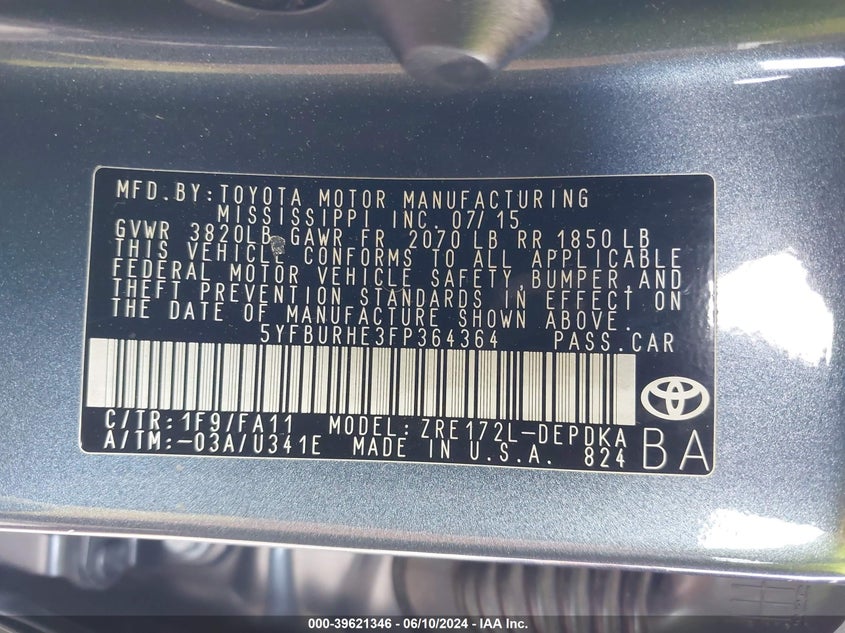 MFD.BY:TOYOTA MOTOR MANUFACTURING
MISSISSIPPI INC. 07/15
GVWR 3820LB GAWR FR 2070 LB RR 1850 LB
THIS VEHICLE CONFORMS TO ALL APPLICABLE
FEDERAL MOTOR VEHICLE SAFETY,BUMPER,AND
THEFT PREVENTION STANDARDS IN EFFECT ON
THE DATE OF MANUFACTURE SHOWN ABOVE.
5YFBURHE3FP364364 PASS.CAR
C/TR:1F9/FA11 MODEL:ZRE172L-DEPDKA
A/TM:-03A/U341E MADE IN U.S.A. 824 BA
000-39621346 - 06/10/2024 - IAA Inc.